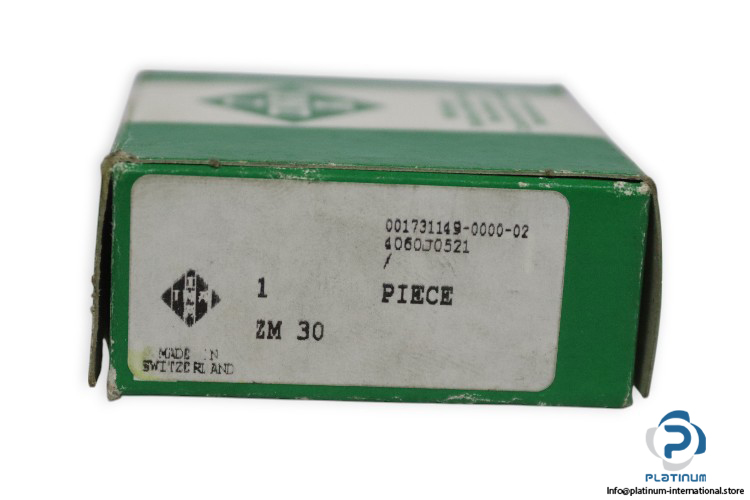 001731149-0000-02
4060J0521
/
1 PIECE
ZM 30
MADE IN
SWITZERLAND
PLATINUM
Info@platinum-international.store